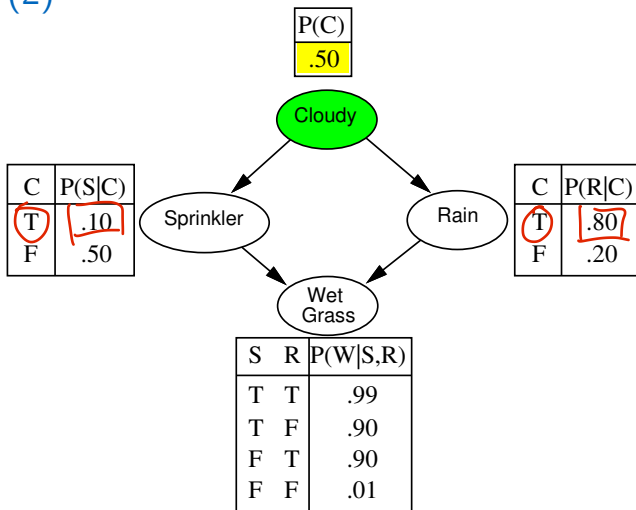 (2)
P(C)
.50
Cloudy
C P(S|C)
T .10
F .50
Sprinkler
Rain
C P(R|C)
T .80
F .20
Wet
Grass
S R P(W|S,R)
T T .99
T F .90
F T .90
F F .01